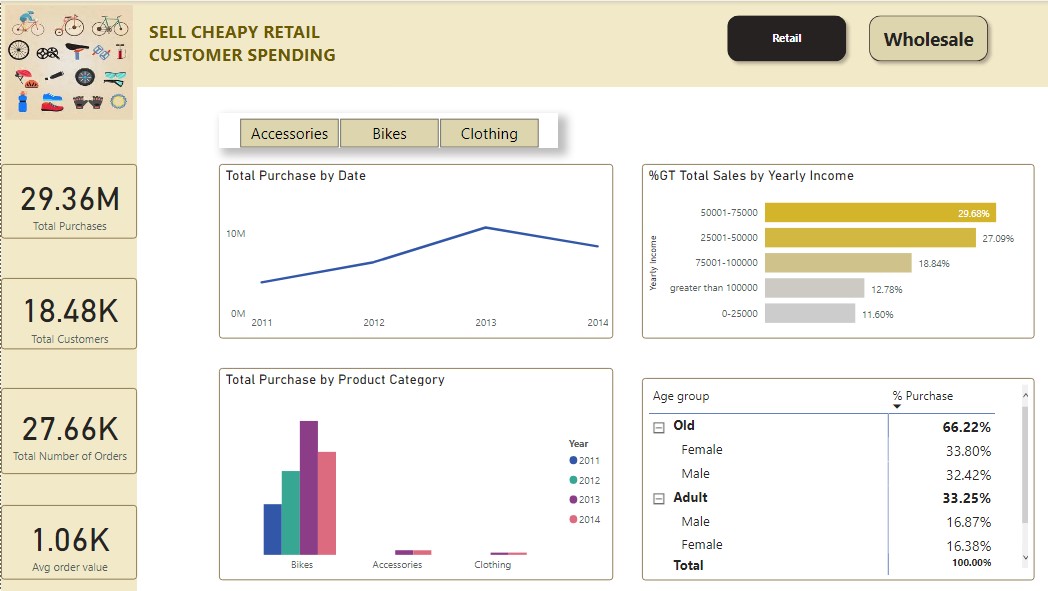 SELL CHEAPY RETAIL
CUSTOMER SPENDING
Retail
Wholesale
Accessories
Bikes
Clothing
29.36M
Total Purchases
18.48K
Total Customers
27.66K
Total Number of Orders
1.06K
Avg order value
Total Purchase by Date
10M
0M
2011
2012
2013
2014
%GT Total Sales by Yearly Income
Yearly Income
50001-75000
29.68%
25001-50000
27.09%
75001-100000
18.84%
greater than 100000
12.78%
0-25000
11.60%
Total Purchase by Product Category
Year
2011
2012
2013
2014
Bikes
Accessories
Clothing
Age group % Purchase
Old 66.22%
Female 33.80%
Male 32.42%
Adult 33.25%
Male 16.87%
Female 16.38%
Total 100.00%